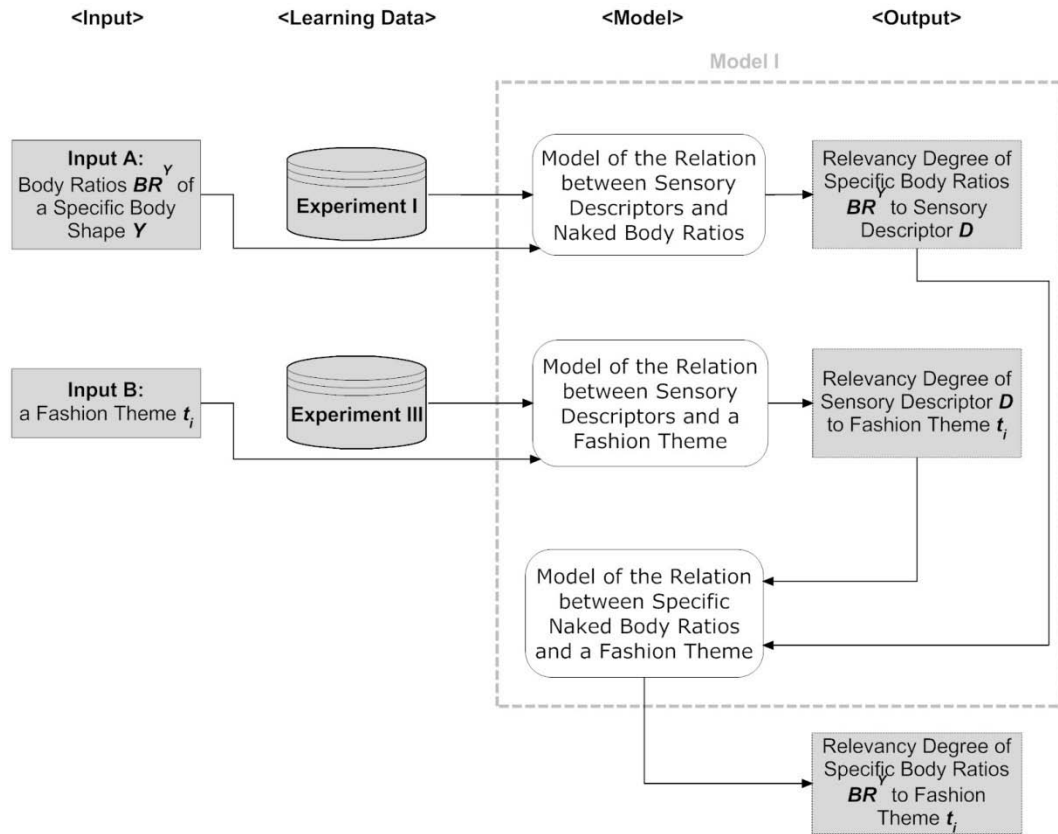 <Input> <Learning Data> <Model> <Output>
Model I
Input A:
Body Ratios BR^Y of
a Specific Body
Shape Y
Experiment I
Model of the Relation
between Sensory
Descriptors and
Naked Body Ratios
Relevancy Degree of
Specific Body Ratios
BR^Y to Sensory
Descriptor D
Input B:
a Fashion Theme t_i
Experiment III
Model of the Relation
between Sensory
Descriptors and a
Fashion Theme
Relevancy Degree of
Sensory Descriptor D
to Fashion Theme t_i
Model of the Relation
between Specific
Naked Body Ratios
and a Fashion Theme
Relevancy Degree of
Specific Body Ratios
BR^Y to Fashion
Theme t_i